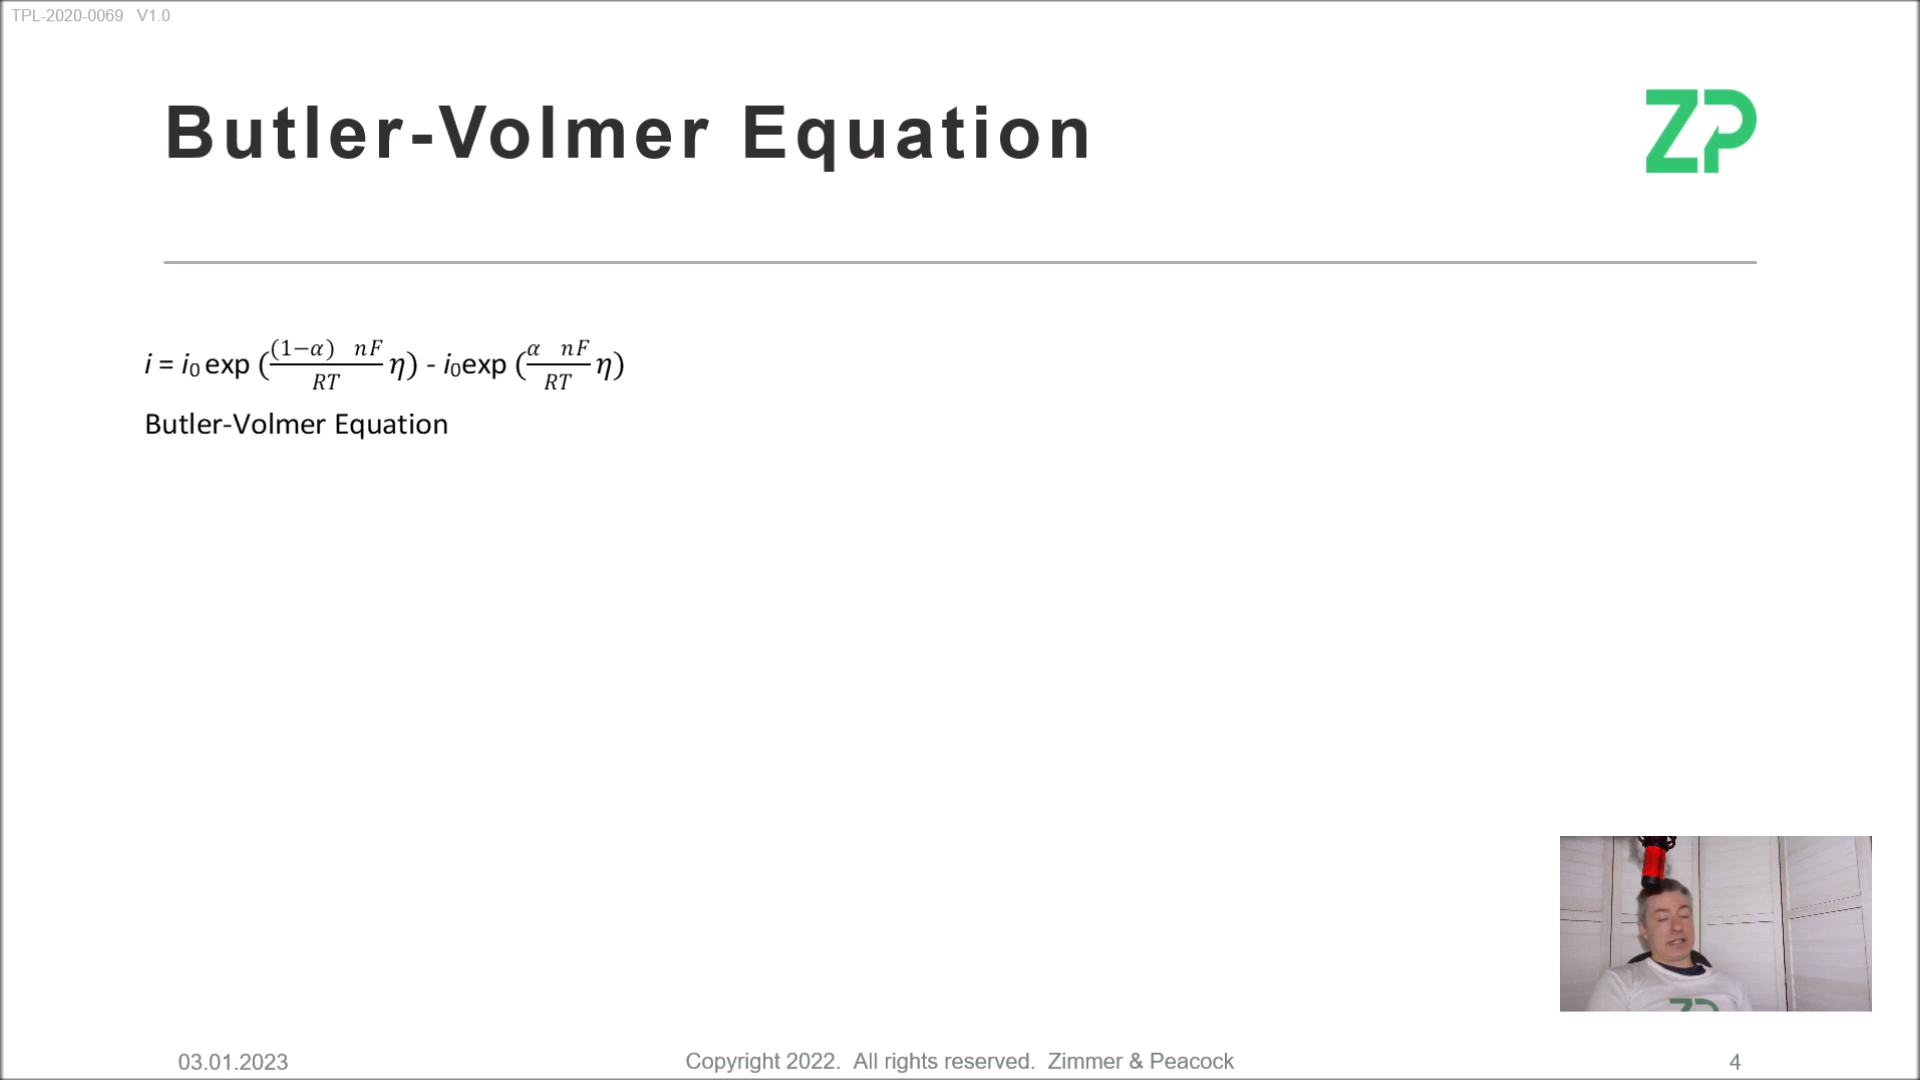 TPL-2020-0069 V1.0
Butler-Volmer Equation
ZP
i = i₀ exp ((1−α) nF/RT η) - i₀exp (α nF/RT η)
Butler-Volmer Equation
ZP
03.01.2023 Copyright 2022. All rights reserved. Zimmer & Peacock 4